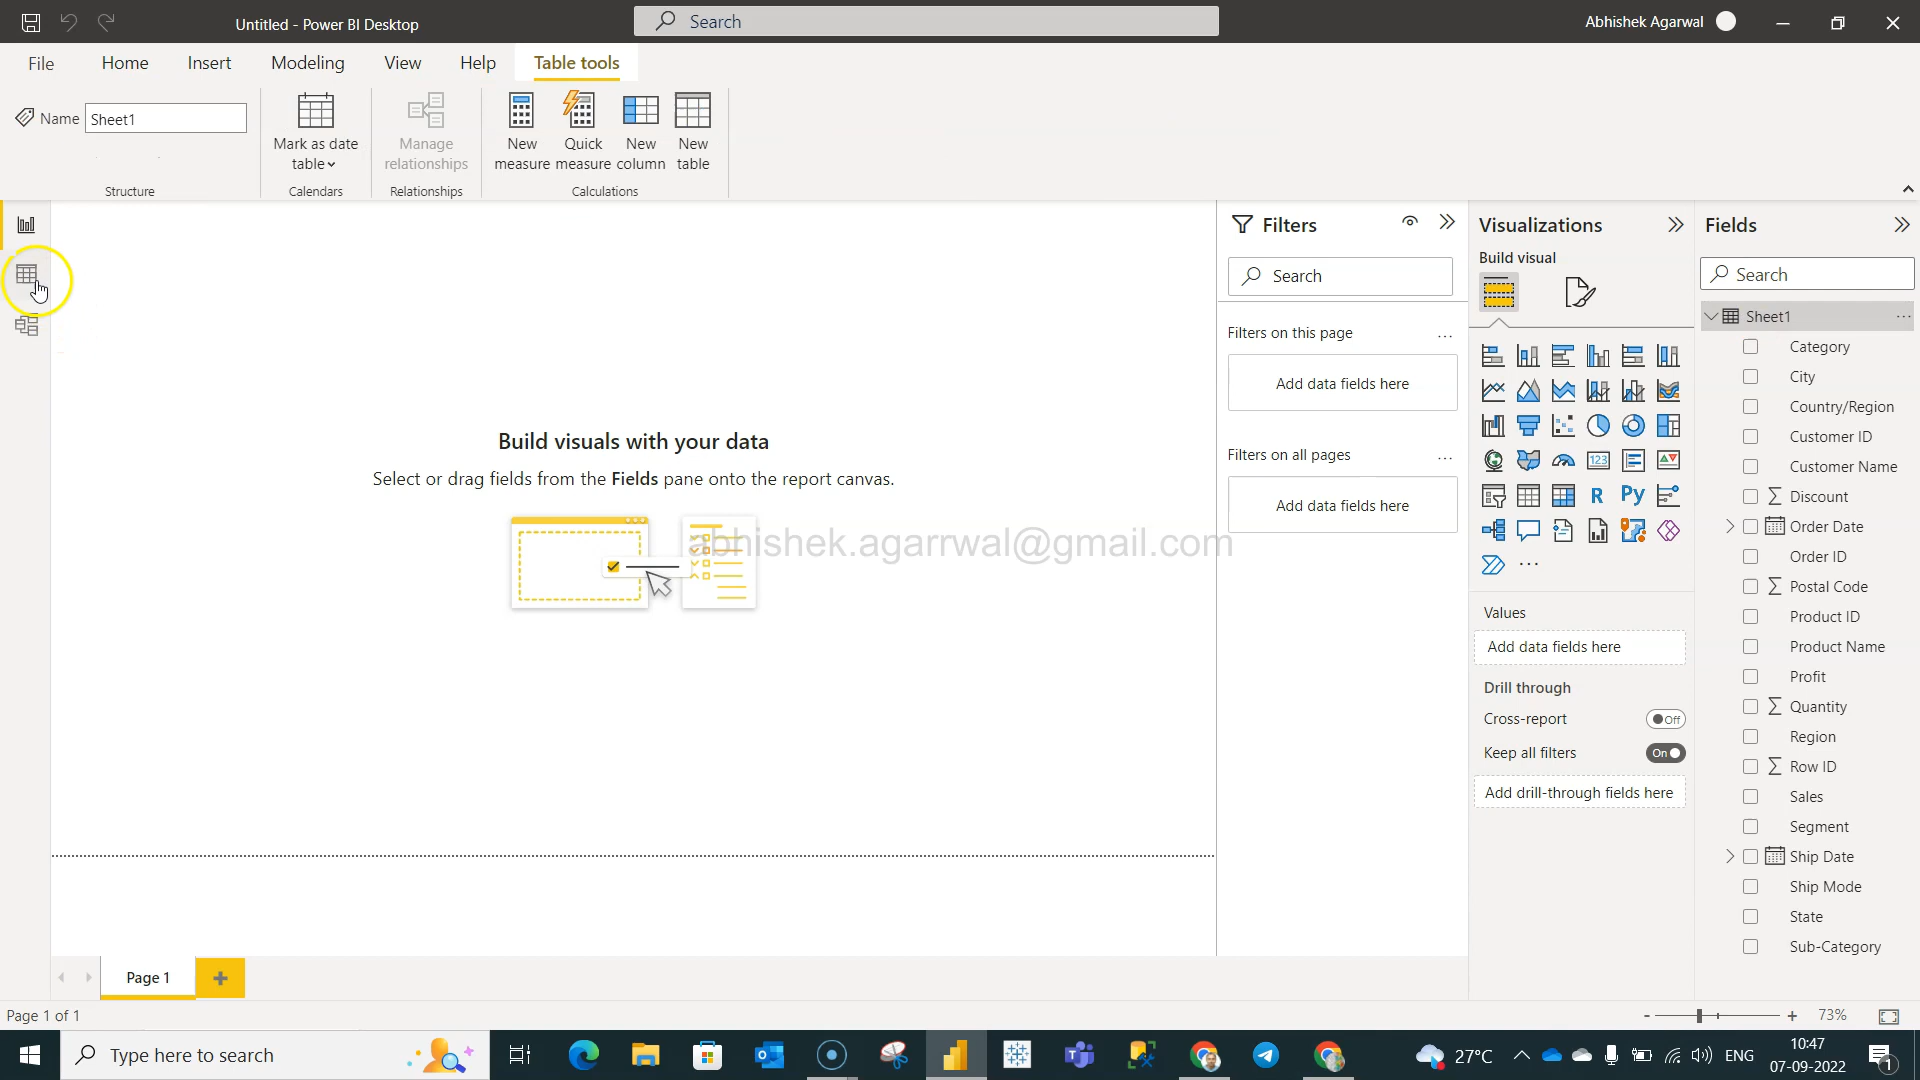 Untitled - Power BI Desktop
Search
Abhishek Agarwal
File
Home
Insert
Modeling
View
Help
Table tools
Name
Sheet1
Mark as date
table
Manage
relationships
New
measure
Quick
measure
New
column
New
table
Structure
Calendars
Relationships
Calculations
Build visuals with your data
Select or drag fields from the Fields pane onto the report canvas.
abhishek.agarrwal@gmail.com
Filters
Search
Filters on this page
...
Add data fields here
Filters on all pages
...
Add data fields here
Visualizations
Build visual
123
R
Py
...
Values
Add data fields here
Drill through
Cross-report
Off
Keep all filters
On
Add drill-through fields here
Fields
Search
Sheet1
...
Category
City
Country/Region
Customer ID
Customer Name
Discount
Order Date
Order ID
Postal Code
Product ID
Product Name
Profit
Quantity
Region
Row ID
Sales
Segment
Ship Date
Ship Mode
State
Sub-Category
Page 1
+
Page 1 of 1
- + 73%
Type here to search
27°C
ENG
10:47
07-09-2022
1